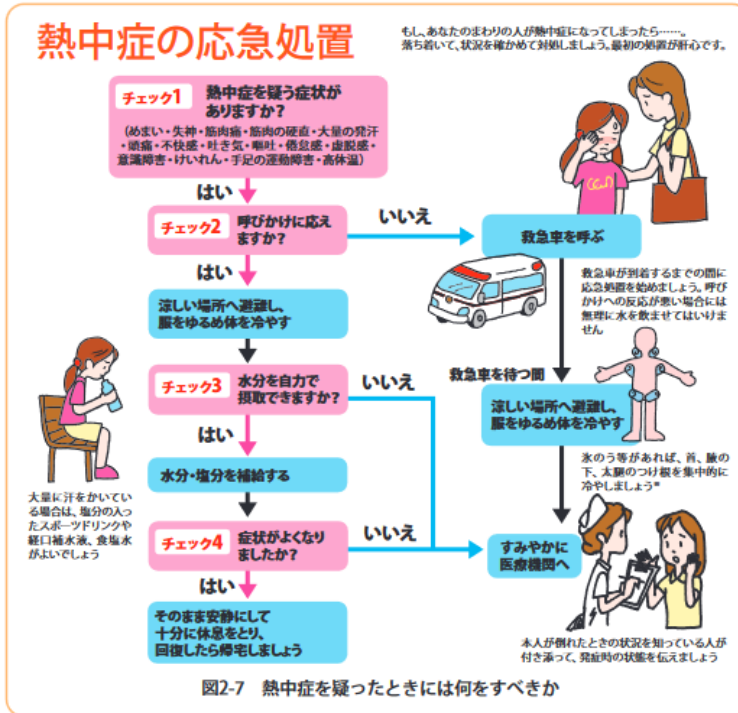 熱中症の応急処置
もし、あなたのまわりの人が熱中症になってしまったら……。
落ち着いて、状況を確かめて対処しましょう。最初の処置が肝心です。
チェック1
熱中症を疑う症状が
ありますか?
(めまい・失神・筋肉痛・筋肉の硬直・大量の発汗
・頭痛・不快感・吐き気・嘔吐・倦怠感・虚脱感・
意識障害・けいれん・手足の運動障害・高体温)
はい
チェック2
呼びかけに応え
ますか?
いいえ
救急車を呼ぶ
はい
救急車が到着するまでの間に
応急処置を始めましょう。呼び
かけへの反応が悪い場合には
無理に水を飲ませてはいけま
せん
涼しい場所へ避難し、
服をゆるめ体を冷やす
チェック3
水分を自力で
摂取できますか?
いいえ
救急車を待つ間
涼しい場所へ避難し、
服をゆるめ体を冷やす
はい
氷のう等があれば、首、腋の
下、太腿のつけ根を集中的に
冷やしましょう*
水分・塩分を補給する
大量に汗をかいている
場合は、塩分の入っ
たスポーツドリンクや
経口補水液、食塩水
がよいでしょう
チェック4
症状がよくなり
ましたか?
いいえ
すみやかに
医療機関へ
はい
そのまま安静にして
十分に休息をとり、
回復したら帰宅しましょう
本人が倒れたときの状況を知っている人が
付き添って、発症時の状態を伝えましょう
図2-7 熱中症を疑ったときには何をすべきか